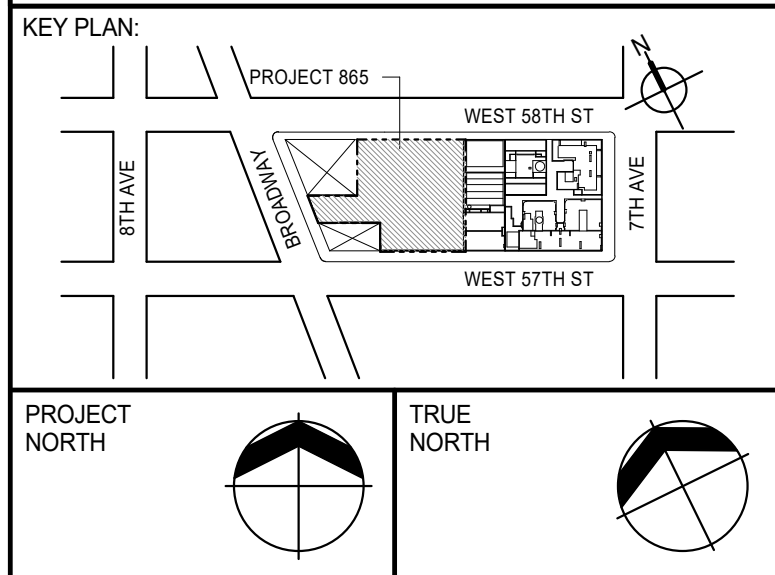 KEY PLAN:
PROJECT 865
N
WEST 58TH ST
8TH AVE
BROADWAY
7TH AVE
WEST 57TH ST
PROJECT
NORTH
TRUE
NORTH